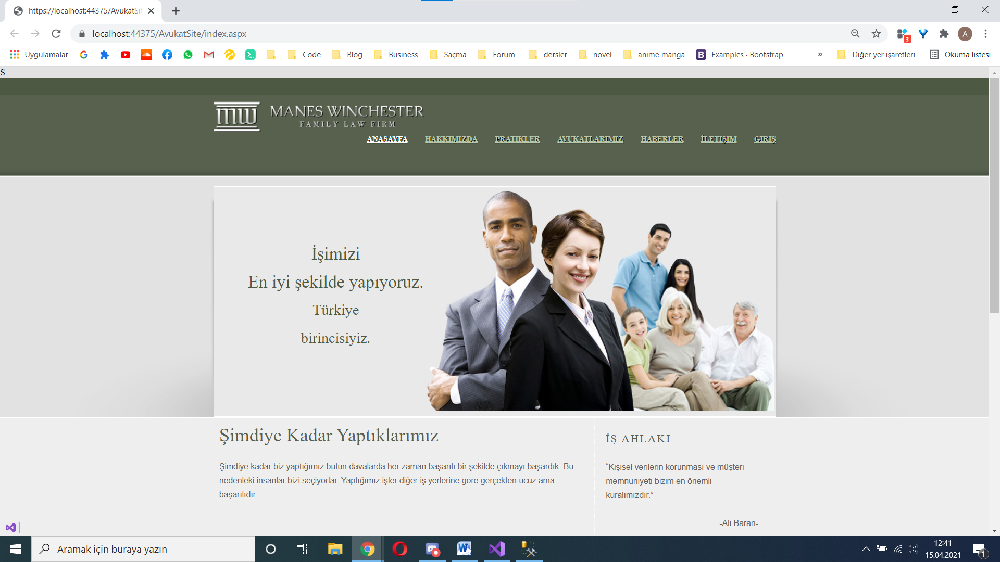 https://localhost:44375/AvukatSit
localhost:44375/AvukatSite/index.aspx
3
A
Uygulamalar
Code
Blog
Business
Saçma
Forum
dersler
novel
anime manga
B
Examples · Bootstrap
»
Diğer yer işaretleri
Okuma listesi
S
mw
MANES WINCHESTER
FAMILY LAW FIRM
ANASAYFA HAKKIMIZDA PRATIKLER AVUKATLARIMIZ HABERLER İLETIŞIM GIRIŞ
İşimizi
En iyi şekilde yapıyoruz.
Türkiye
birincisiyiz.
Şimdiye Kadar Yaptıklarımız
Şimdiye kadar biz yaptığımız bütün davalarda her zaman başarılı bir şekilde çıkmayı başardık. Bu
nedenleki insanlar bizi seçiyorlar. Yaptığımız işler diğer iş yerlerine göre gerçekten ucuz ama
başarılıdır.
İŞ AHLAKI
“Kişisel verilerin korunması ve müşteri
memnuniyeti bizim en önemli
kuralımızdır.”
-Ali Baran-
Aramak için buraya yazın
12:41
15.04.2021
1